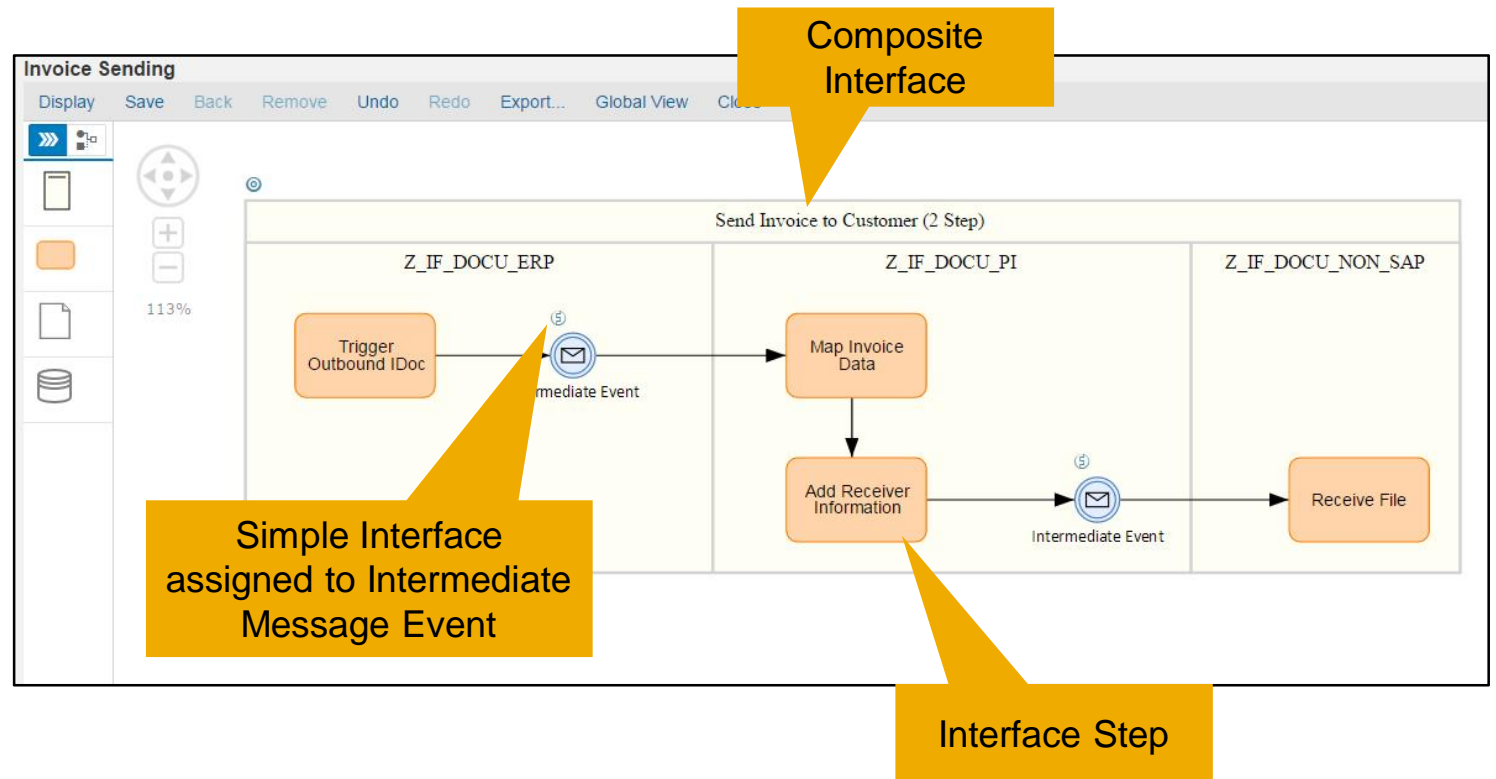 Composite
Interface
Invoice Sending
Display Save Back Remove Undo Redo Export... Global View
113%
Send Invoice to Customer (2 Step)
Z_IF_DOCU_ERP Z_IF_DOCU_PI Z_IF_DOCU_NON_SAP
Trigger
Outbound IDoc
rmediate Event
Map Invoice
Data
Add Receiver
Information
Intermediate Event
Receive File
Simple Interface
assigned to Intermediate
Message Event
Interface Step